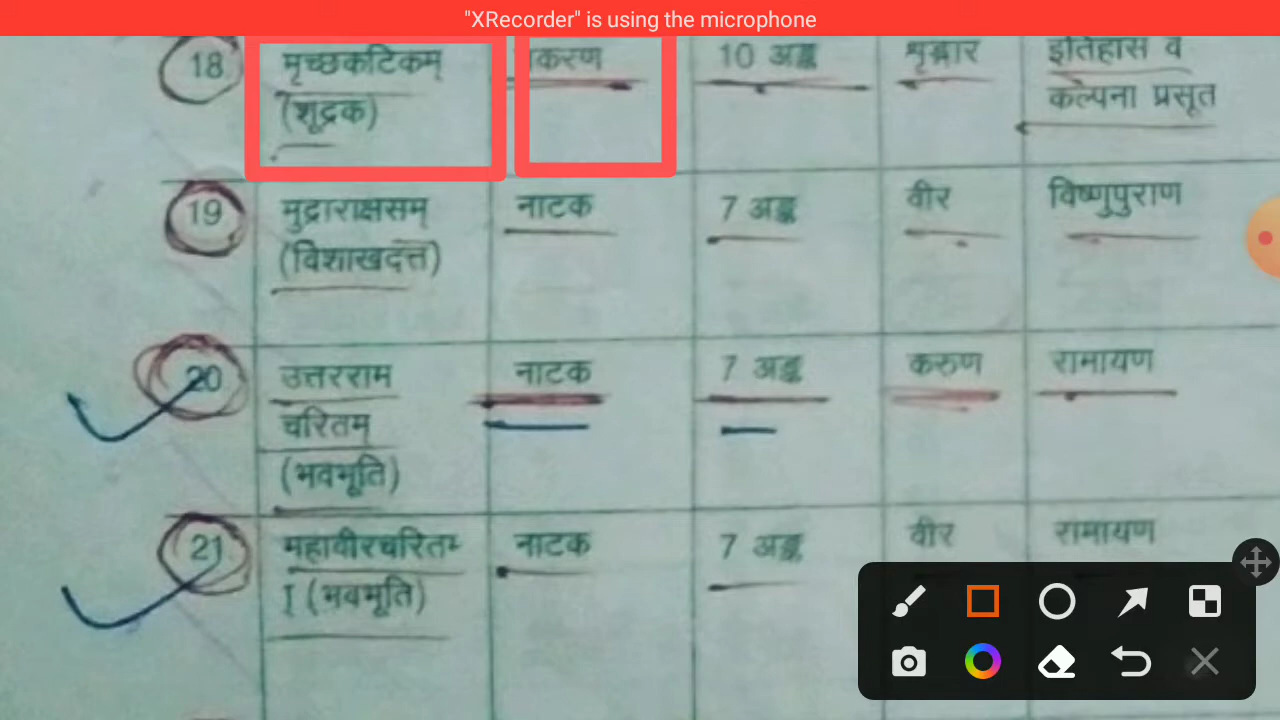 "XRecorder" is using the microphone
18 मृच्छकटिकम् करण 10 अङ्क शृङ्गार इतिहास व
(शूद्रक) कल्पना प्रसूत
19 मुद्राराक्षसम् नाटक 7 अङ्क वीर विष्णुपुराण
(विशाखदत्त)
20 उत्तरराम नाटक 7 अङ्क करुण रामायण
चरितम्
(भवभूति)
21 महावीरचरितम् नाटक 7 अङ्क वीर रामायण
। (भवभूति)